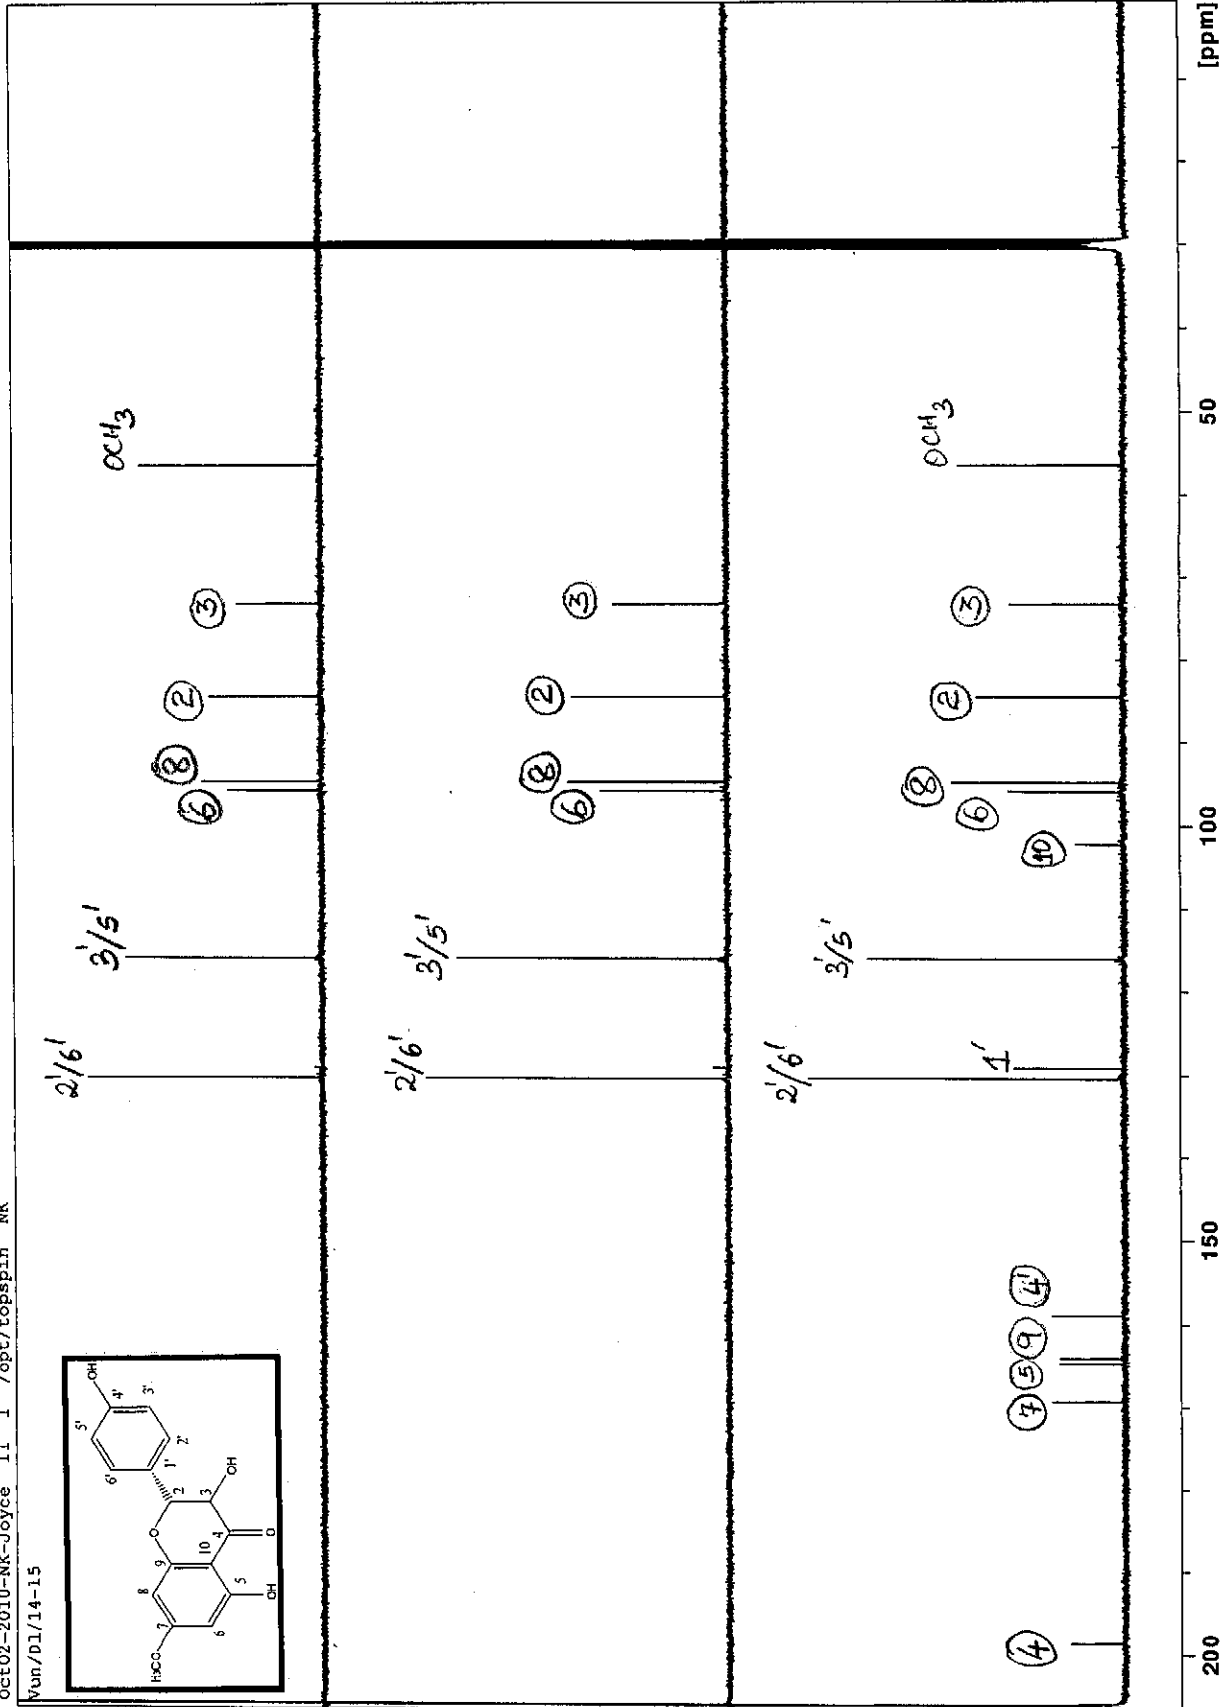 Oct02-2010-NK-Joyce 11 1 /opt/topspin NK
Vun/D1/14-15
H3CO 7 8 9 O 2 1' 6' 5' 4' OH
6 5 10 4 3 2' 3'
OH O OH
2'/6' 3'/5' 6 8 2 3 OCH3
2'/6' 3'/5' 6 8 2 3
4 7 5 9 4' 2'/6' 1' 3'/5' 10 6 8 2 3 OCH3
200 150 100 50 [ppm]